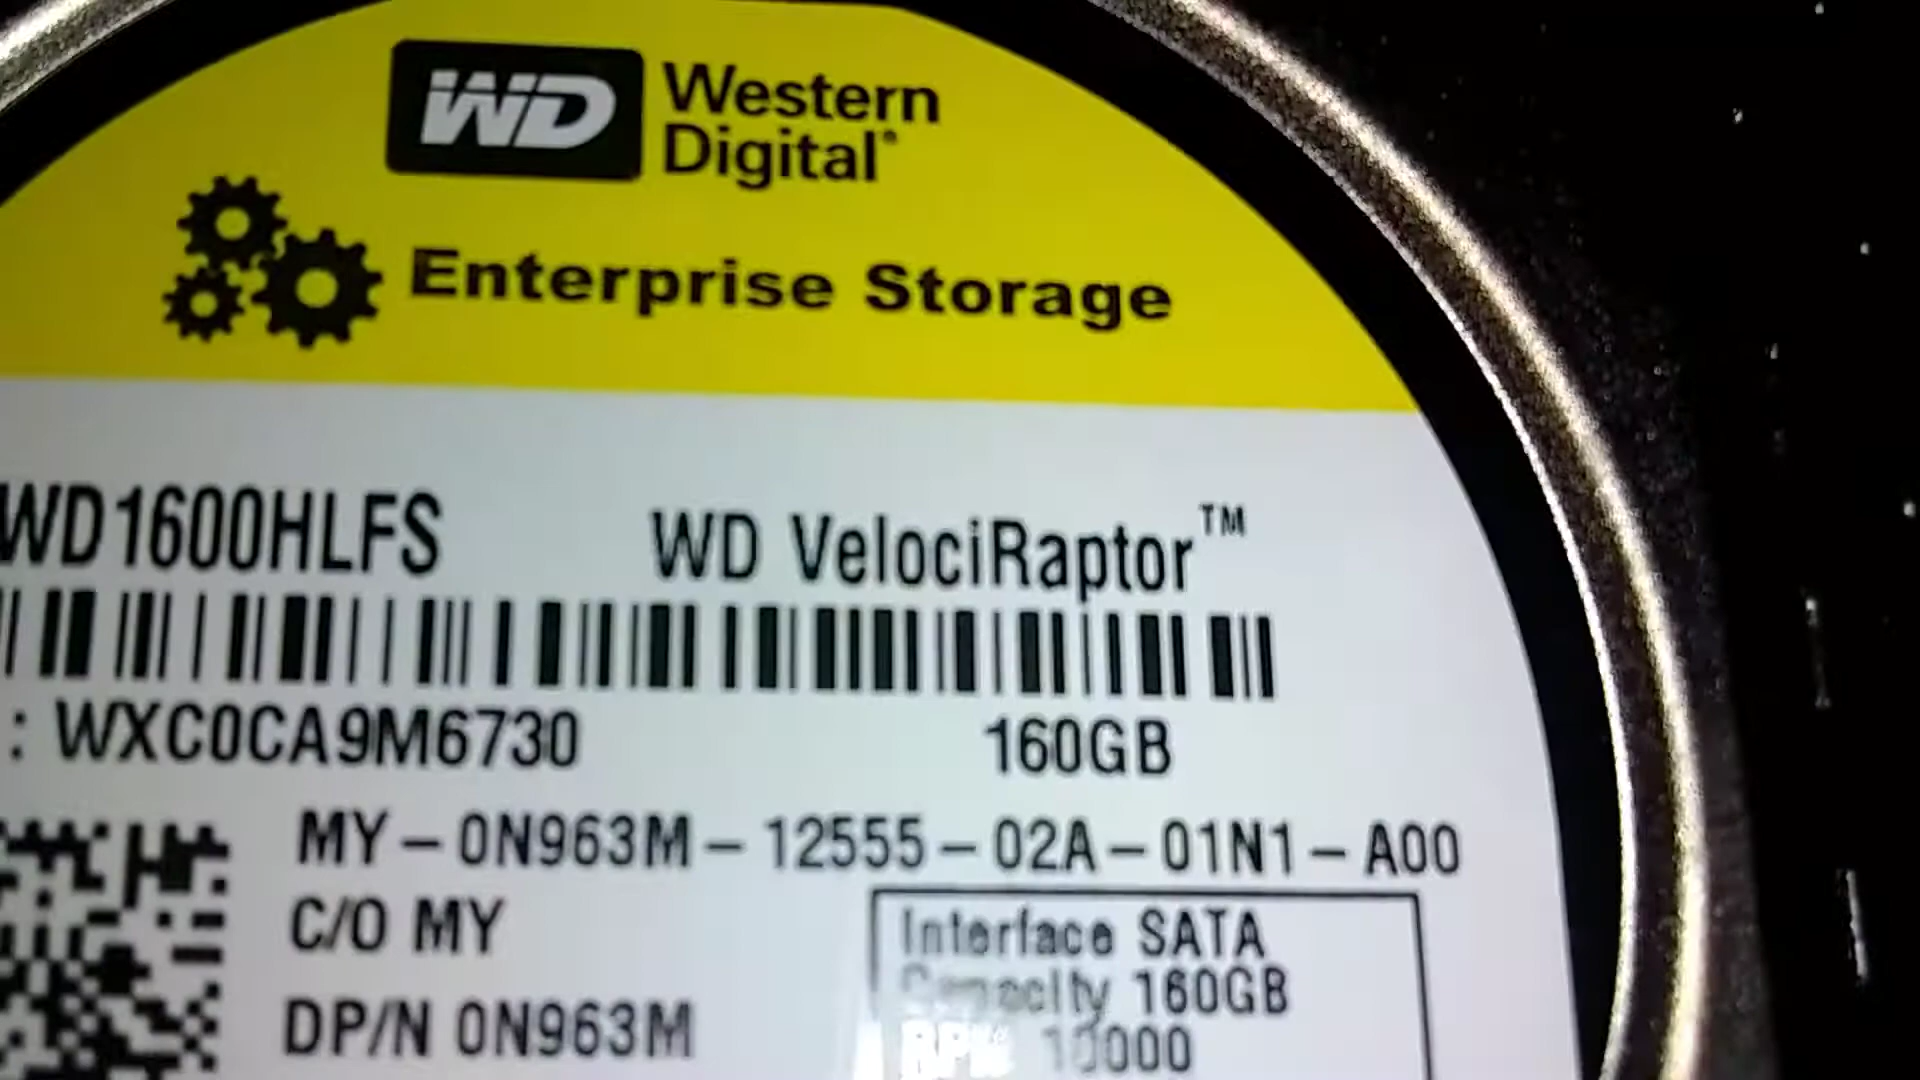 WD Western
Digital®
Enterprise Storage
WD1600HLFS WD VelociRaptor™
: WXC0CA9M6730 160GB
MY-0N963M-12555-02A-01N1-A00
C/O MY
Interface SATA
Capacity 160GB
DP/N 0N963M
RPM 10000